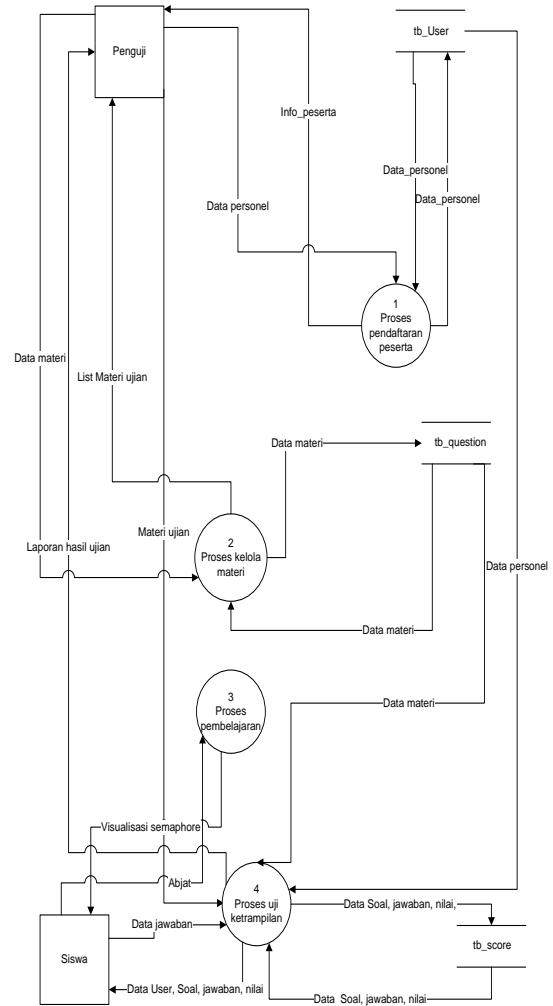 Penguji
tb_User
Info_peserta
Data_personel
Data_personel
Data personel
1
Proses
pendaftaran
peserta
Data materi
List Materi ujian
Data materi
tb_question
Laporan hasil ujian
Materi ujian
2
Proses kelola
materi
Data personel
Data materi
3
Proses
pembelajaran
Data materi
Visualisasi semaphore
Abjat
4
Proses uji
ketrampilan
Data Soal, jawaban, nilai,
Data jawaban
Siswa
tb_score
Data User, Soal, jawaban, nilai
Data Soal, jawaban, nilai